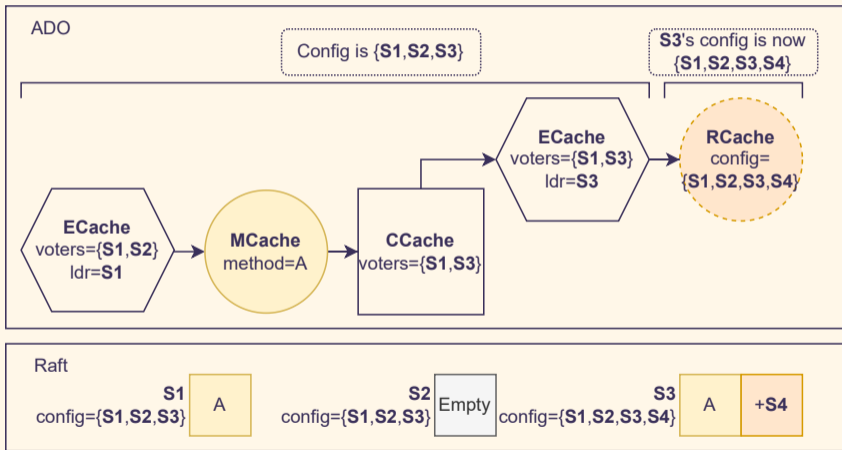 ADO
Config is {S1,S2,S3}
S3's config is now
{S1,S2,S3,S4}
ECache
voters={S1,S2}
ldr=S1
MCache
method=A
CCache
voters={S1,S3}
ECache
voters={S1,S3}
ldr=S3
RCache
config=
{S1,S2,S3,S4}
Raft
S1
config={S1,S2,S3}
A
S2
config={S1,S2,S3}
Empty
S3
config={S1,S2,S3,S4}
A
+S4